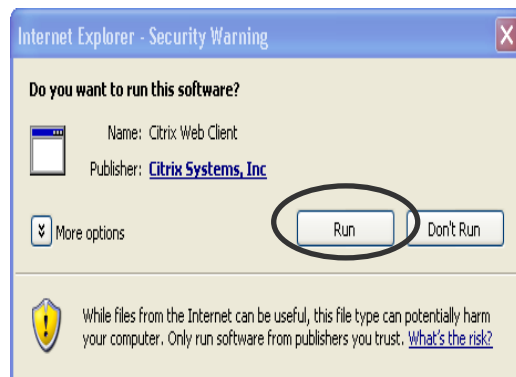 Internet Explorer - Security Warning
Do you want to run this software?
Name: Citrix Web Client
Publisher: Citrix Systems, Inc
More options
Run
Don't Run
While files from the Internet can be useful, this file type can potentially harm
your computer. Only run software from publishers you trust. What's the risk?